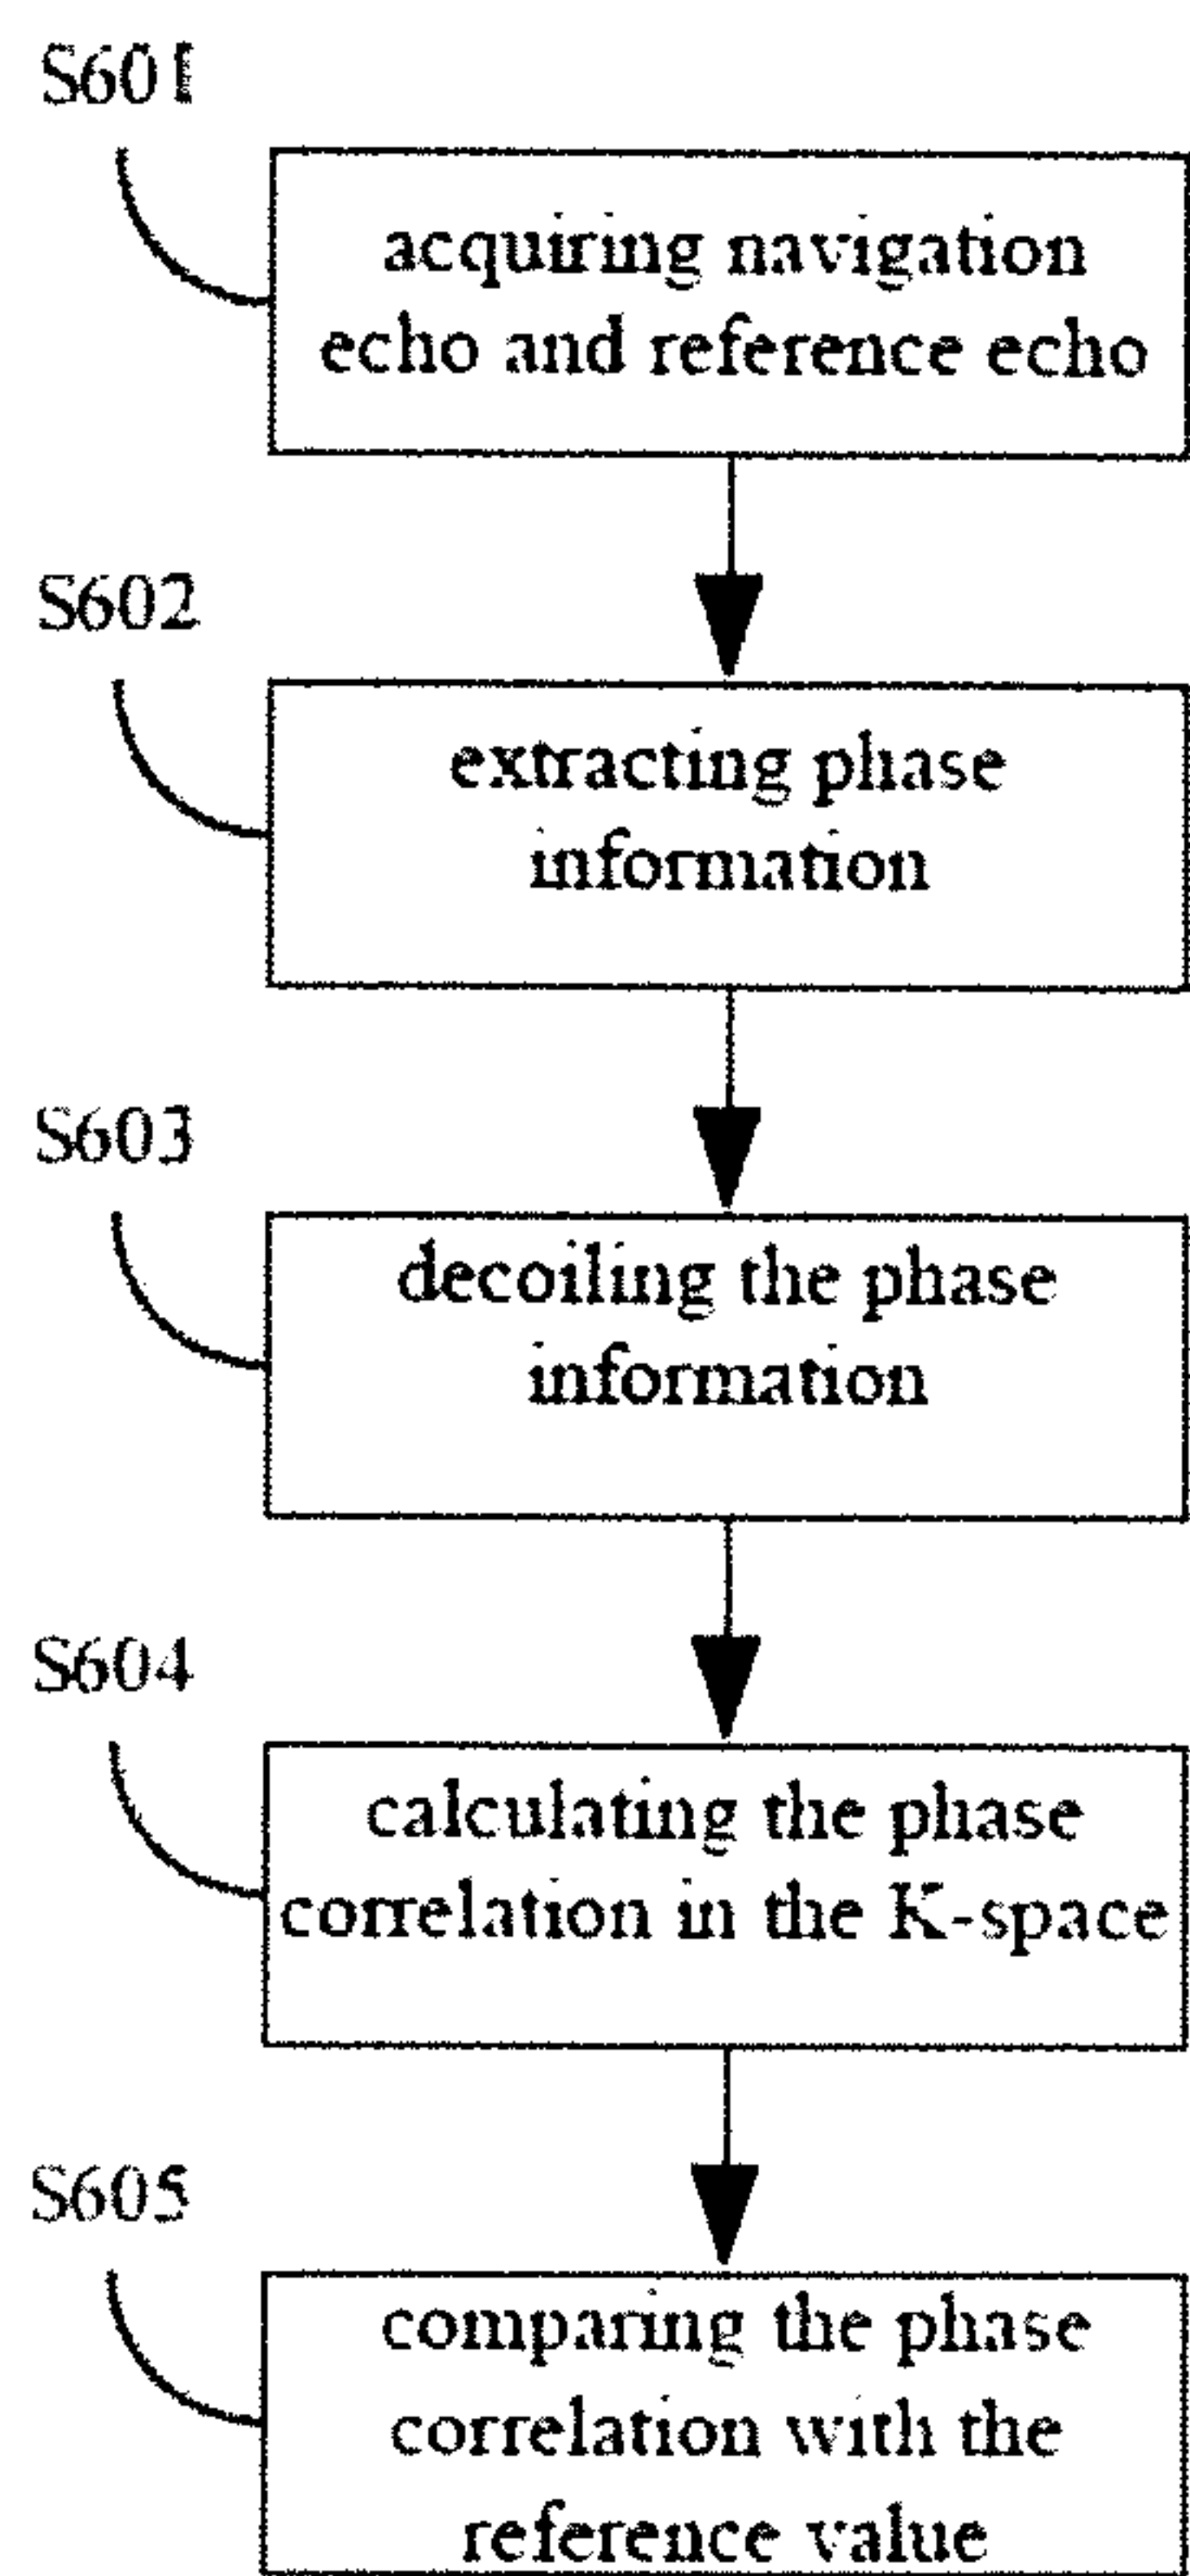 S601
acquiring navigation
echo and reference echo
S602
extracting phase
information
S603
decoiling the phase
information
S604
calculating the phase
correlation in the K-space
S605
comparing the phase
correlation with the
reference value